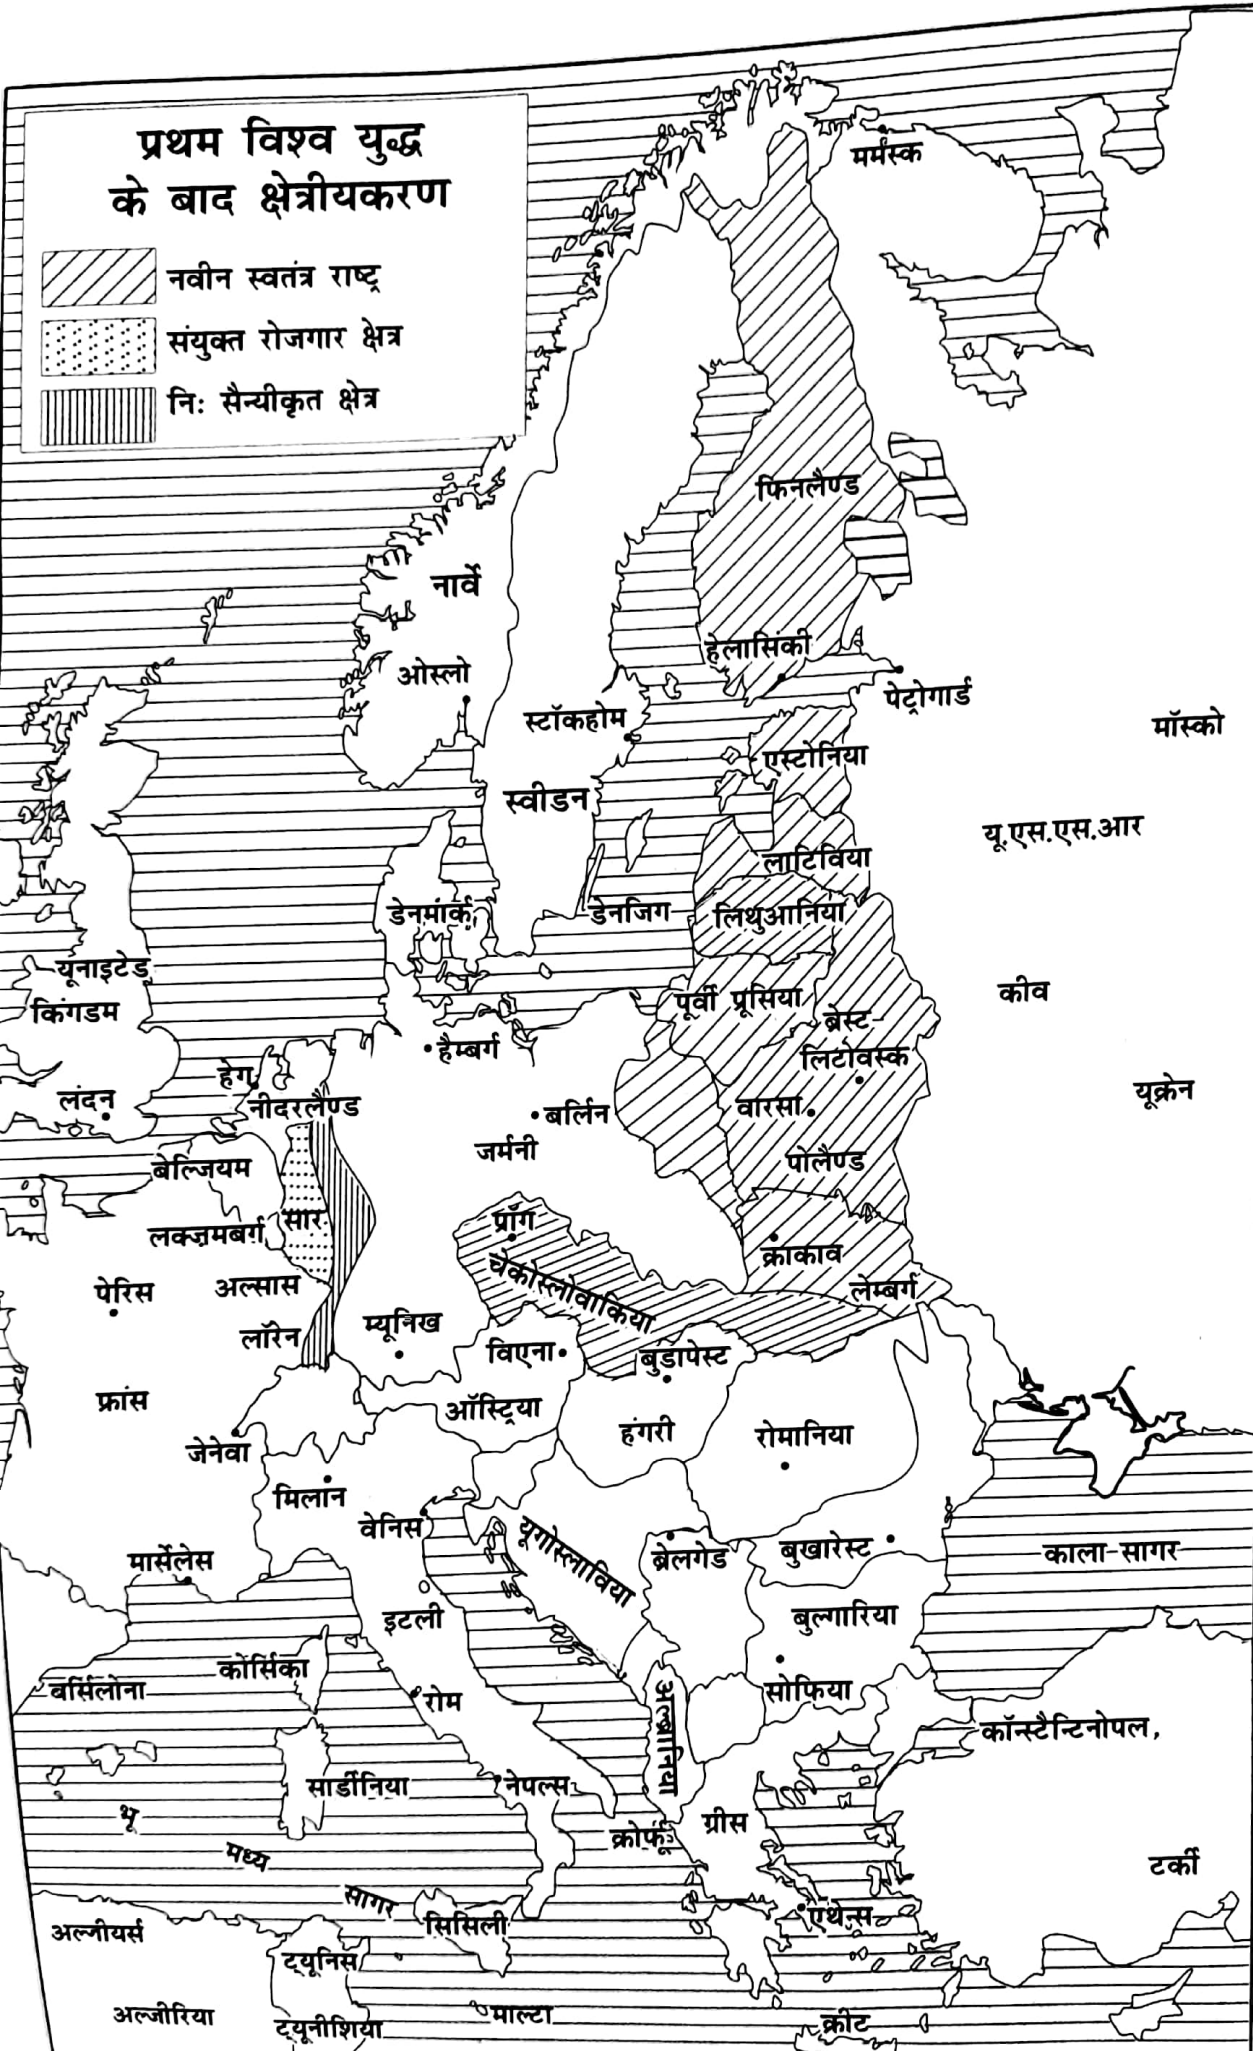 प्रथम विश्व युद्ध
के बाद क्षेत्रीयकरण
नवीन स्वतंत्र राष्ट्र
संयुक्त रोजगार क्षेत्र
निः सैन्यीकृत क्षेत्र
मर्मंस्क
फिनलैण्ड
नार्वे
हेलासिंकी
ओस्लो
पेट्रोगार्ड
स्टॉकहोम
मॉस्को
एस्टोनिया
स्वीडन
यू.एस.एस.आर
लाटिविया
डेनमार्क
डेनजिग
लिथुआनिया
यूनाइटेड
किंगडम
पूर्वी प्रूसिया
कीव
ब्रेस्ट
लिटोवस्क
हैम्बर्ग
हेग
लंदन
नीदरलैण्ड
बर्लिन
वारसा
यूक्रेन
जर्मनी
बेल्जियम
पोलैण्ड
लक्ज़मबर्ग
सार
प्रॉग
क्राकाव
चेकोस्लोवाकिया
पेरिस
अल्सास
लेम्बर्ग
लॉरेन
म्यूनिख
विएना
बुडापेस्ट
फ्रांस
ऑस्ट्रिया
हंगरी
रोमानिया
जेनेवा
मिलान
वेनिस
यूगोस्लाविया
ब्रेलगेड
बुखारेस्ट
काला-सागर
मार्सेलेस
इटली
बुल्गारिया
कोर्सिका
बर्सिलोना
रोम
अल्बानिया
सोफिया
कॉन्स्टैन्टिनोपल,
सार्डीनिया
नेपल्स
भू
मध्य
सागर
क्रोर्फू
ग्रीस
टर्की
अल्जीयर्स
सिसिली
एथेन्स
ट्यूनिस
अल्जीरिया
ट्यूनीशिया
माल्टा
क्रीट